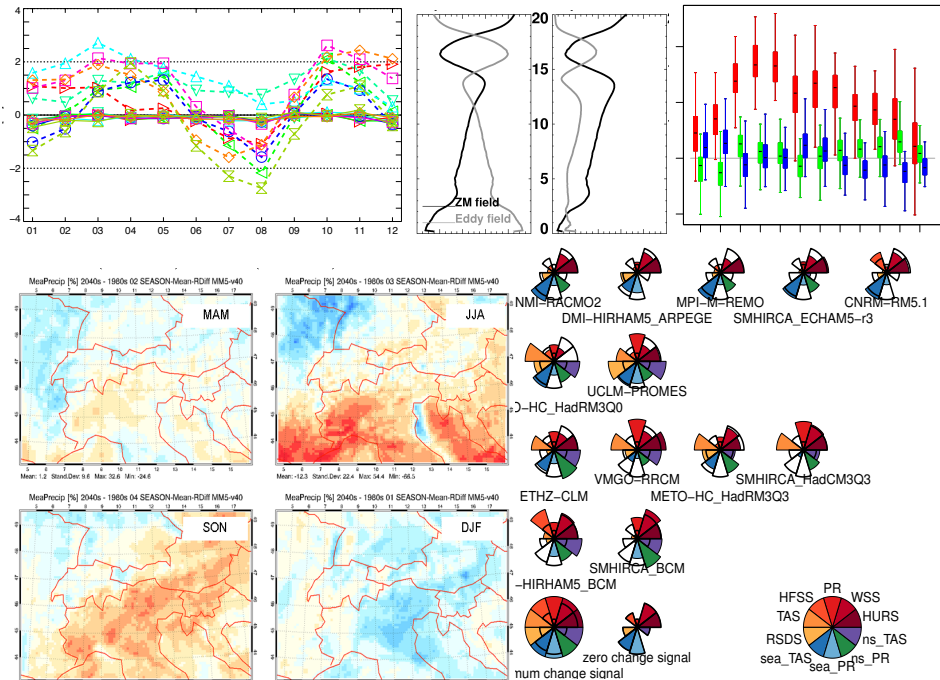 4
2
0
−2
−4
01 02 03 04 05 06 07 08 09 10 11 12
20
15
10
5
0
ZM field
Eddy field
MeaPrecip [%] 2040s - 1960s 02 SEASON-Mean-RDiff MM5-v40
MAM
Mean: 1.2 Stand.Dev: 9.6 Max: 32.6 Min: -24.6
MeaPrecip [%] 2040s - 1960s 03 SEASON-Mean-RDiff MM5-v40
JJA
Mean: -12.3 Stand.Dev: 22.4 Max: 54.4 Min: -66.5
MeaPrecip [%] 2040s - 1960s 04 SEASON-Mean-RDiff MM5-v40
SON
MeaPrecip [%] 2040s - 1960s 01 SEASON-Mean-RDiff MM5-v40
DJF
NMI−RACMO2
MPI−M−REMO
CNRM−RM5.1
DMI−HIRHAM5_ARPEGE
SMHIRCA_ECHAM5−r3
UCLM−PROMES
O−HC_HadRM3Q0
VMGO−RRCM
SMHIRCA_HadCM3Q3
ETHZ−CLM
METO−HC_HadRM3Q3
SMHIRCA_BCM
−HIRHAM5_BCM
zero change signal
mum change signal
PR
HFSS
WSS
TAS
HURS
RSDS
ns_TAS
sea_TAS
ns_PR
sea_PR